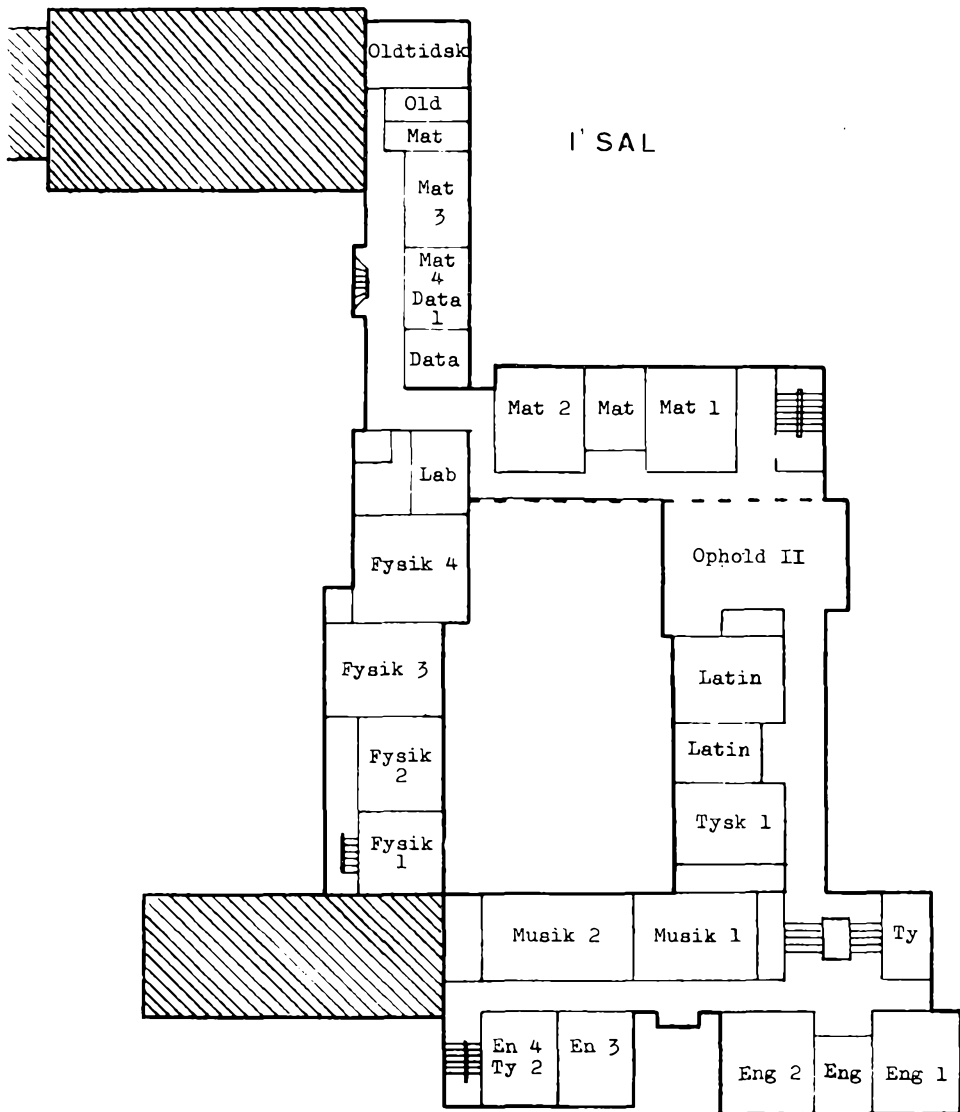 Oldtidsk
Old
Mat
1' SAL
Mat
3
Mat
4
Data
1
Data
Mat 2
Mat
Mat 1
Lab
Fysik 4
Ophold II
Fysik 3
Latin
Fysik
2
Latin
Tysk 1
Fysik
1
Musik 2
Musik 1
Ty
En 4
Ty 2
En 3
Eng 2
Eng
Eng 1